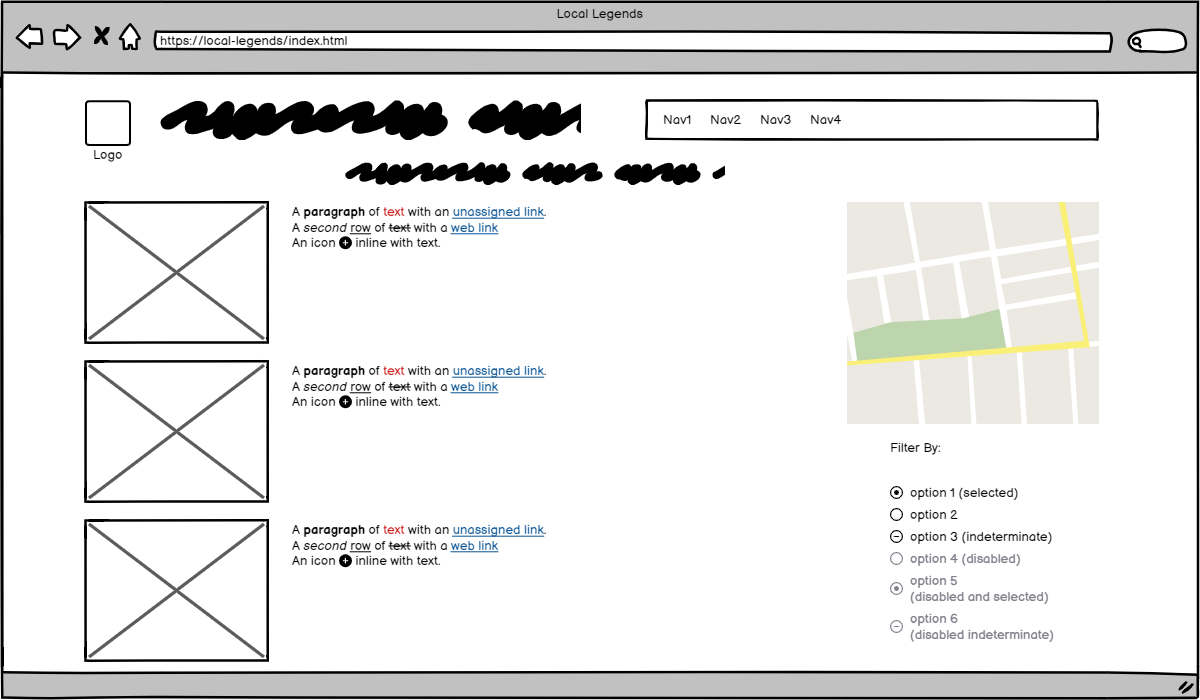 Local Legends
https://local-legends/index.html
Nav1 Nav2 Nav3 Nav4
Logo
A paragraph of text with an unassigned link.
A second row of text with a web link
An icon inline with text.
A paragraph of text with an unassigned link.
A second row of text with a web link
An icon inline with text.
A paragraph of text with an unassigned link.
A second row of text with a web link
An icon inline with text.
Filter By:
option 1 (selected)
option 2
option 3 (indeterminate)
option 4 (disabled)
option 5
(disabled and selected)
option 6
(disabled indeterminate)